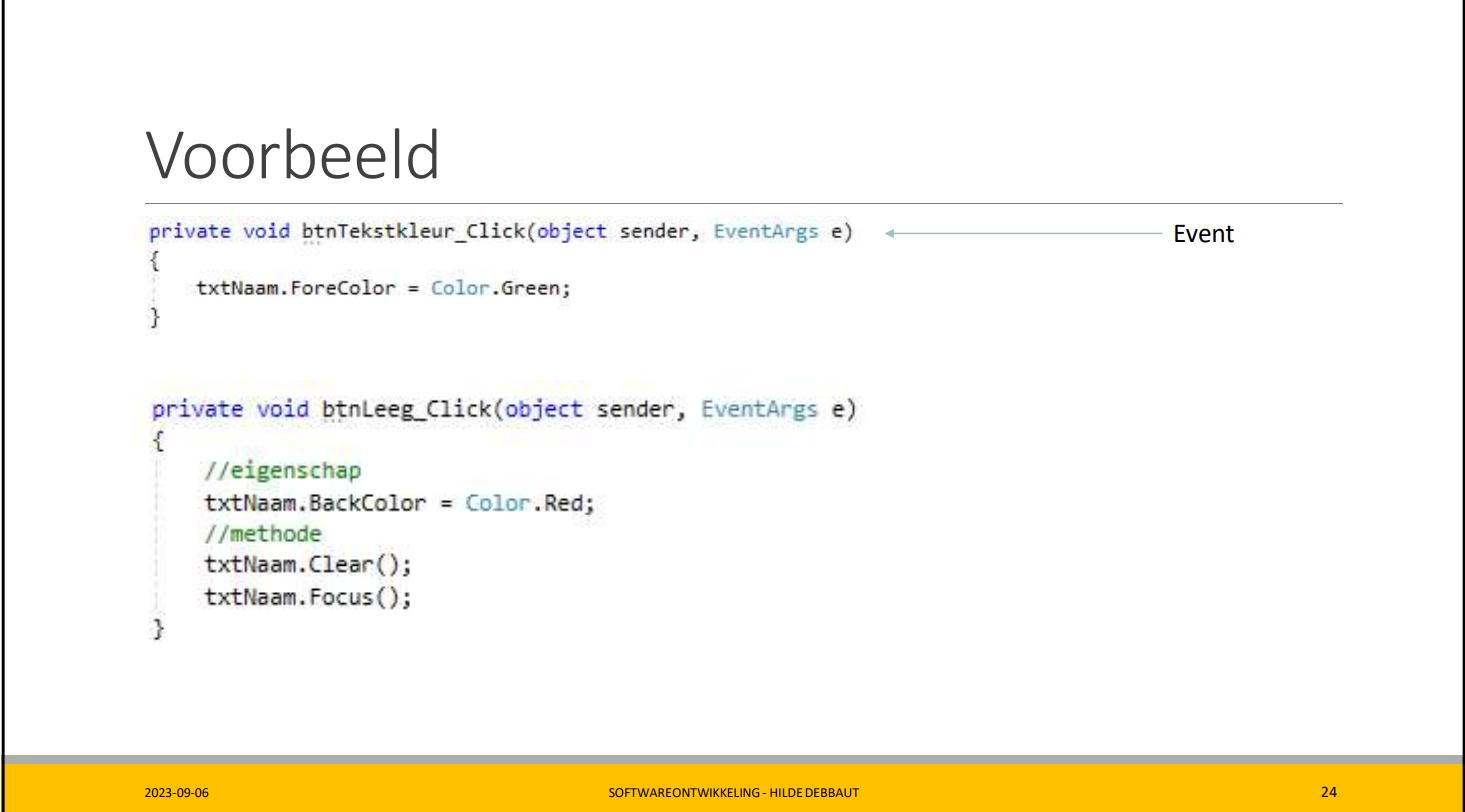 Voorbeeld
private void btnTekstkleur_Click(object sender, EventArgs e)
Event
{
txtNaam.ForeColor = Color.Green;
}
private void btnLeeg_Click(object sender, EventArgs e)
{
//eigenschap
txtNaam.BackColor = Color.Red;
//methode
txtNaam.Clear();
txtNaam.Focus();
}
2023-09-06
SOFTWAREONTWIKKELING - HILDE DEBBAUT
24